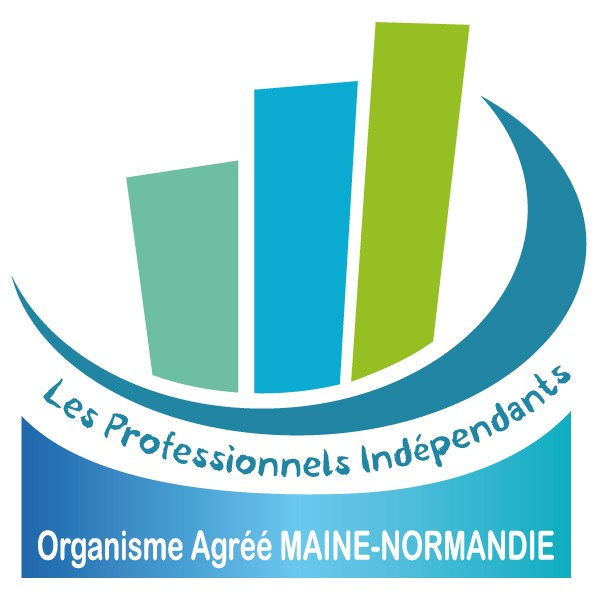 Les Professionnels Indépendants
Organisme Agréé MAINE-NORMANDIE